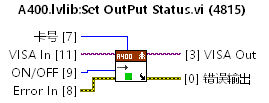 A400.lvlib:Set OutPut Status.vi (4815)
卡号 [7]
A400
VISA In [11]
[3] VISA Out
ON/OFF [9]
[0] 错误输出
Error In [8]